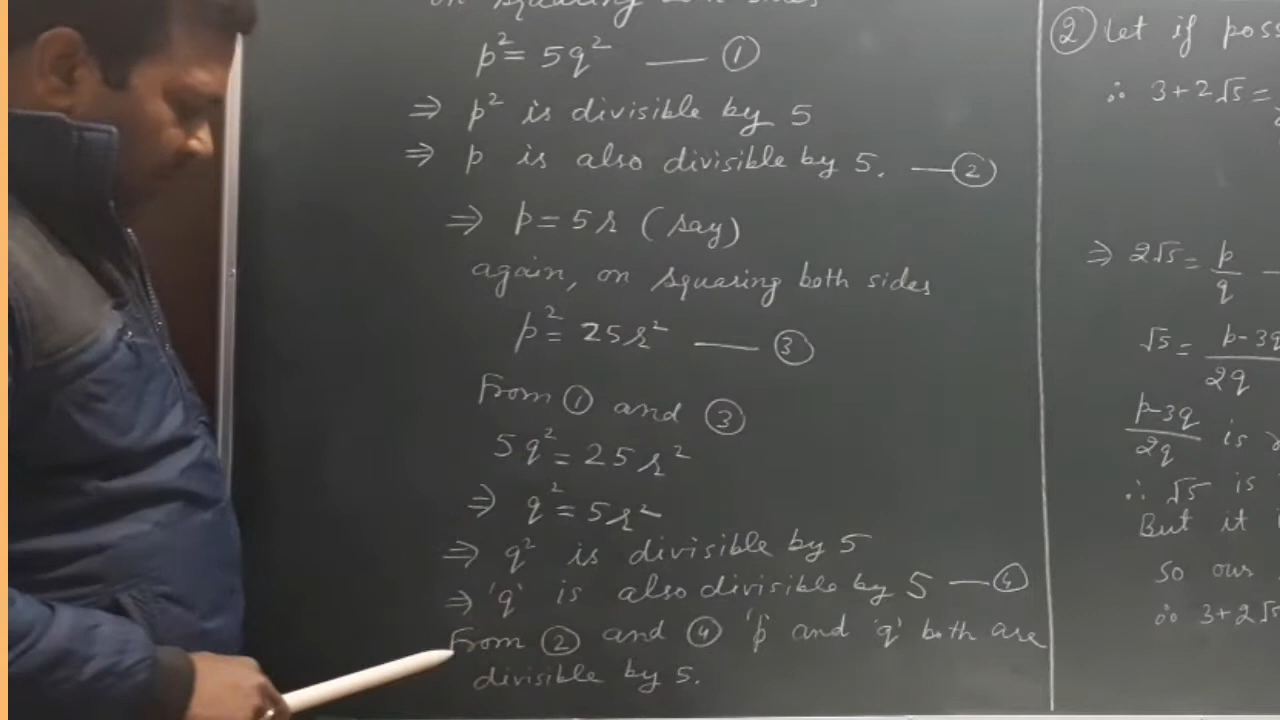 on squaring both sides
p² = 5q² — ①
⇒ p² is divisible by 5
⇒ p is also divisible by 5. — ②
⇒ p = 5r (say)
again, on squaring both sides
p² = 25r² — ③
From ① and ③
5q² = 25r²
⇒ q² = 5r²
⇒ q² is divisible by 5
⇒ 'q' is also divisible by 5 — ④
From ② and ④ 'p' and 'q' both are
divisible by 5.
② Let if poss
∴ 3+2√5 =
⇒ 2√5 = p/q —
√5 = p-3q/2q
p-3q/2q is
∴ √5 is
But it
So our
∴ 3+2√5